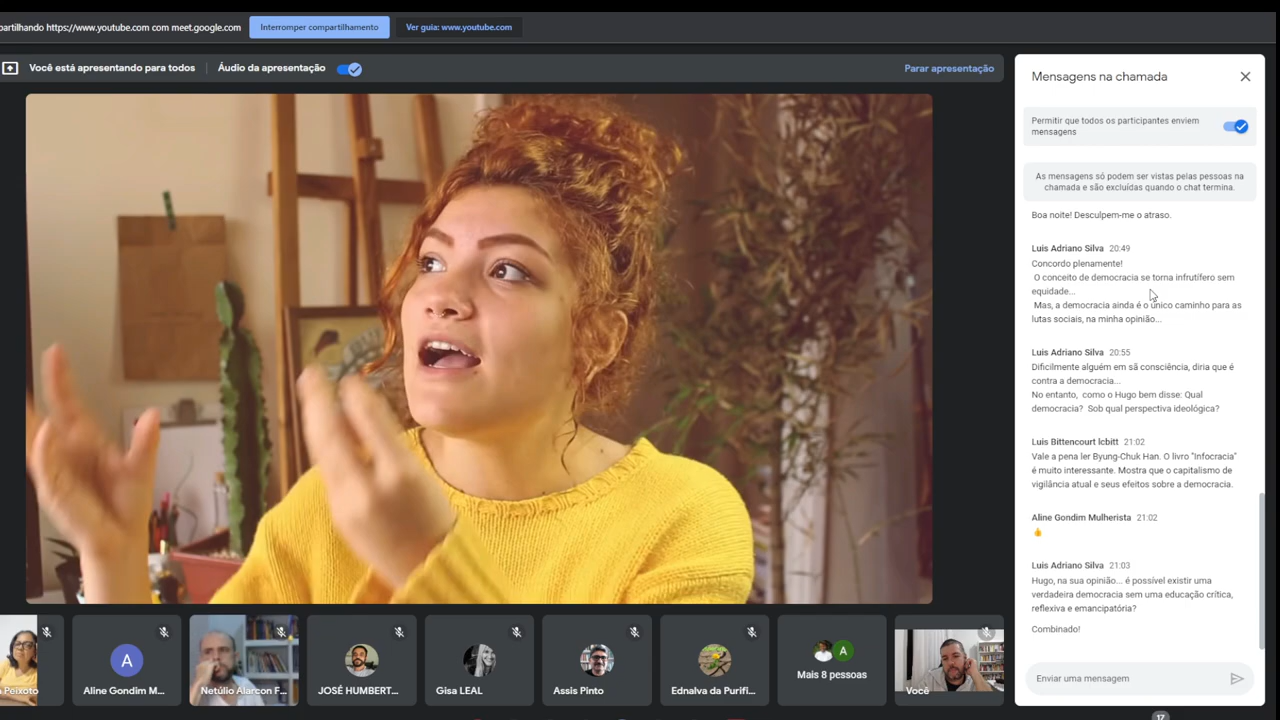 partilhando https://www.youtube.com com meet.google.com
Interromper compartilhamento
Ver guia: www.youtube.com
Você está apresentando para todos
Áudio da apresentação
Parar apresentação
Mensagens na chamada
Permitir que todos os participantes enviem
mensagens
As mensagens só podem ser vistas pelas pessoas na
chamada e são excluídas quando o chat termina.
Boa noite! Desculpem-me o atraso.
Luis Adriano Silva 20:49
Concordo plenamente!
O conceito de democracia se torna infrutífero sem
equidade...
Mas, a democracia ainda é o único caminho para as
lutas sociais, na minha opinião...
Luis Adriano Silva 20:55
Dificilmente alguém em sã consciência, diria que é
contra a democracia...
No entanto, como o Hugo bem disse: Qual
democracia? Sob qual perspectiva ideológica?
Luis Bittencourt lcbitt 21:02
Vale a pena ler Byung-Chuk Han. O livro "Infocracia"
é muito interessante. Mostra que o capitalismo de
vigilância atual e seus efeitos sobre a democracia.
Aline Gondim Mulherista 21:02
👍
Luis Adriano Silva 21:03
Hugo, na sua opinião... é possível existir uma
verdadeira democracia sem uma educação crítica,
reflexiva e emancipatória?
Combinado!
Enviar uma mensagem
Peixoto
A
Aline Gondim M...
Netúlio Alarcon F...
JOSÉ HUMBERT...
Gisa LEAL
Assis Pinto
Ednalva da Purifi...
A
Mais 8 pessoas
Você
17